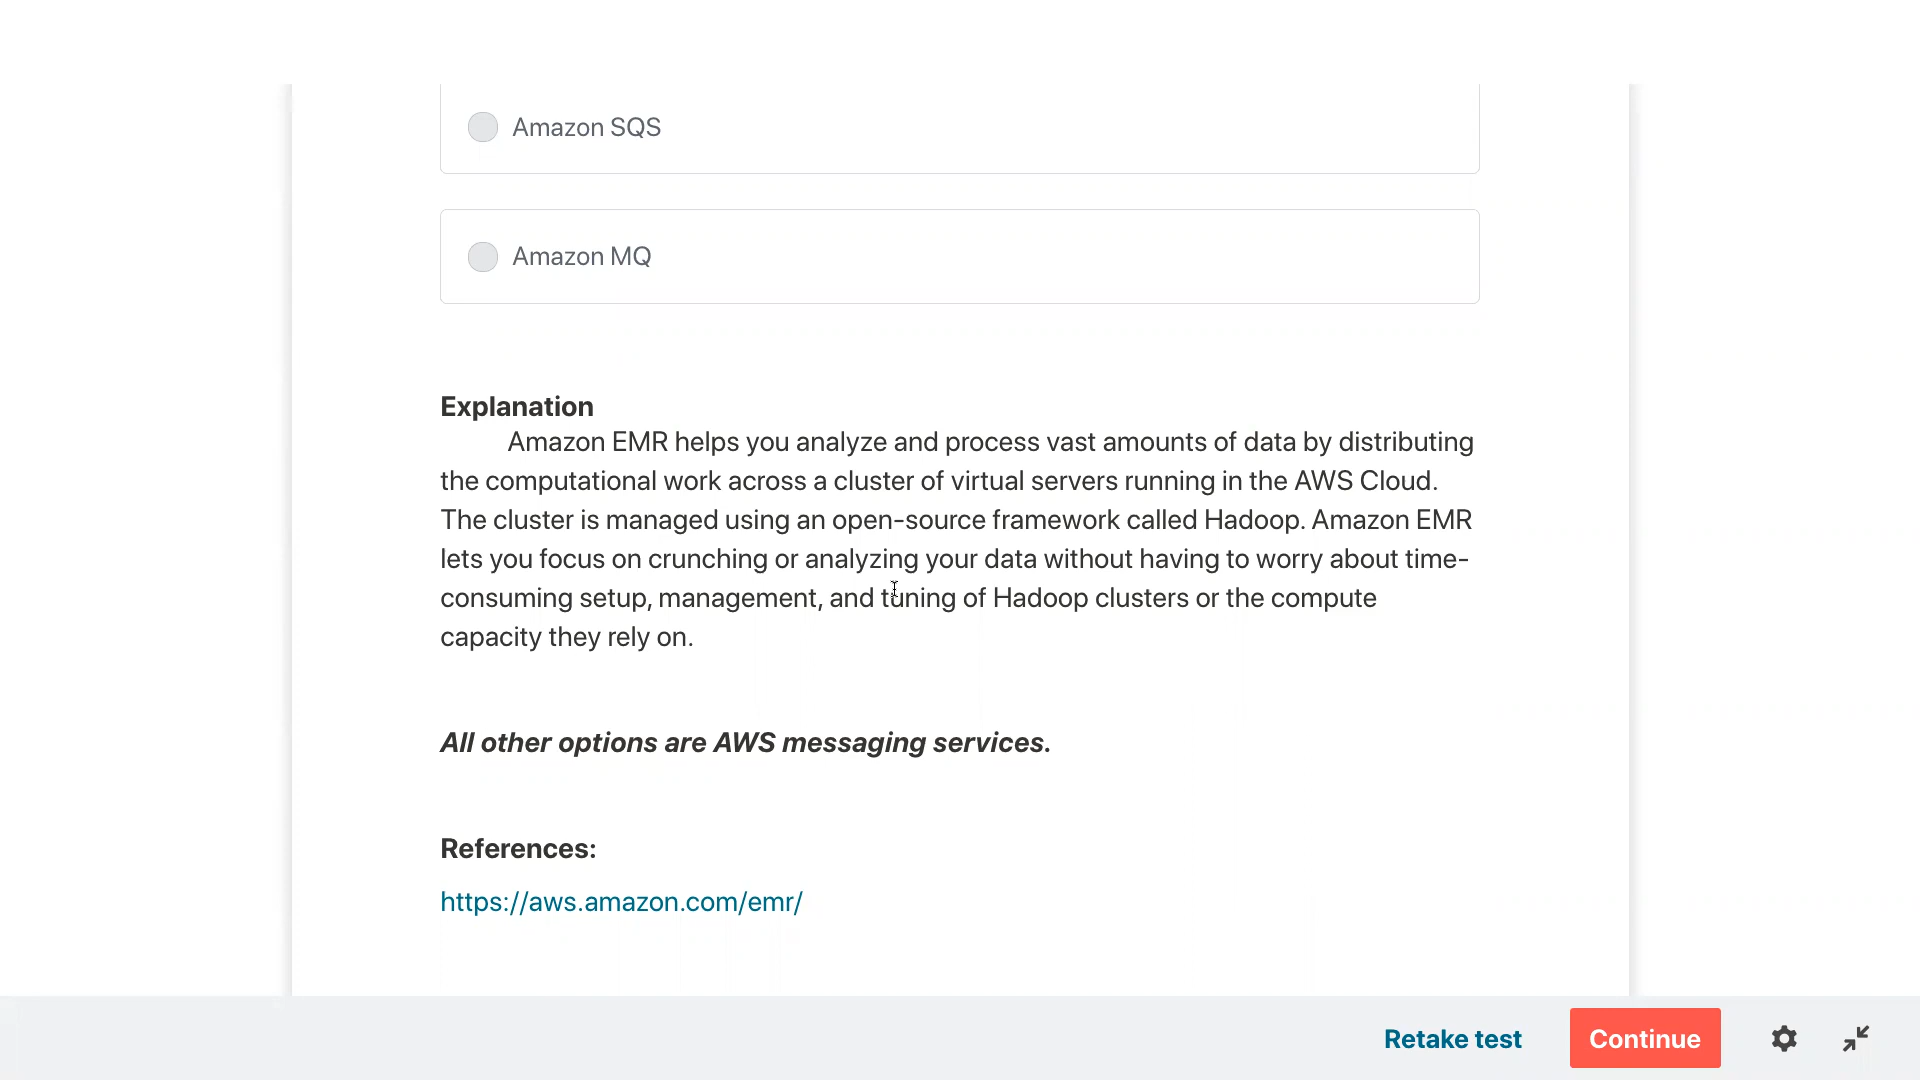 Amazon SQS
Amazon MQ
Explanation
Amazon EMR helps you analyze and process vast amounts of data by distributing
the computational work across a cluster of virtual servers running in the AWS Cloud.
The cluster is managed using an open-source framework called Hadoop. Amazon EMR
lets you focus on crunching or analyzing your data without having to worry about time-
consuming setup, management, and tuning of Hadoop clusters or the compute
capacity they rely on.
All other options are AWS messaging services.
References:
https://aws.amazon.com/emr/
Retake test
Continue